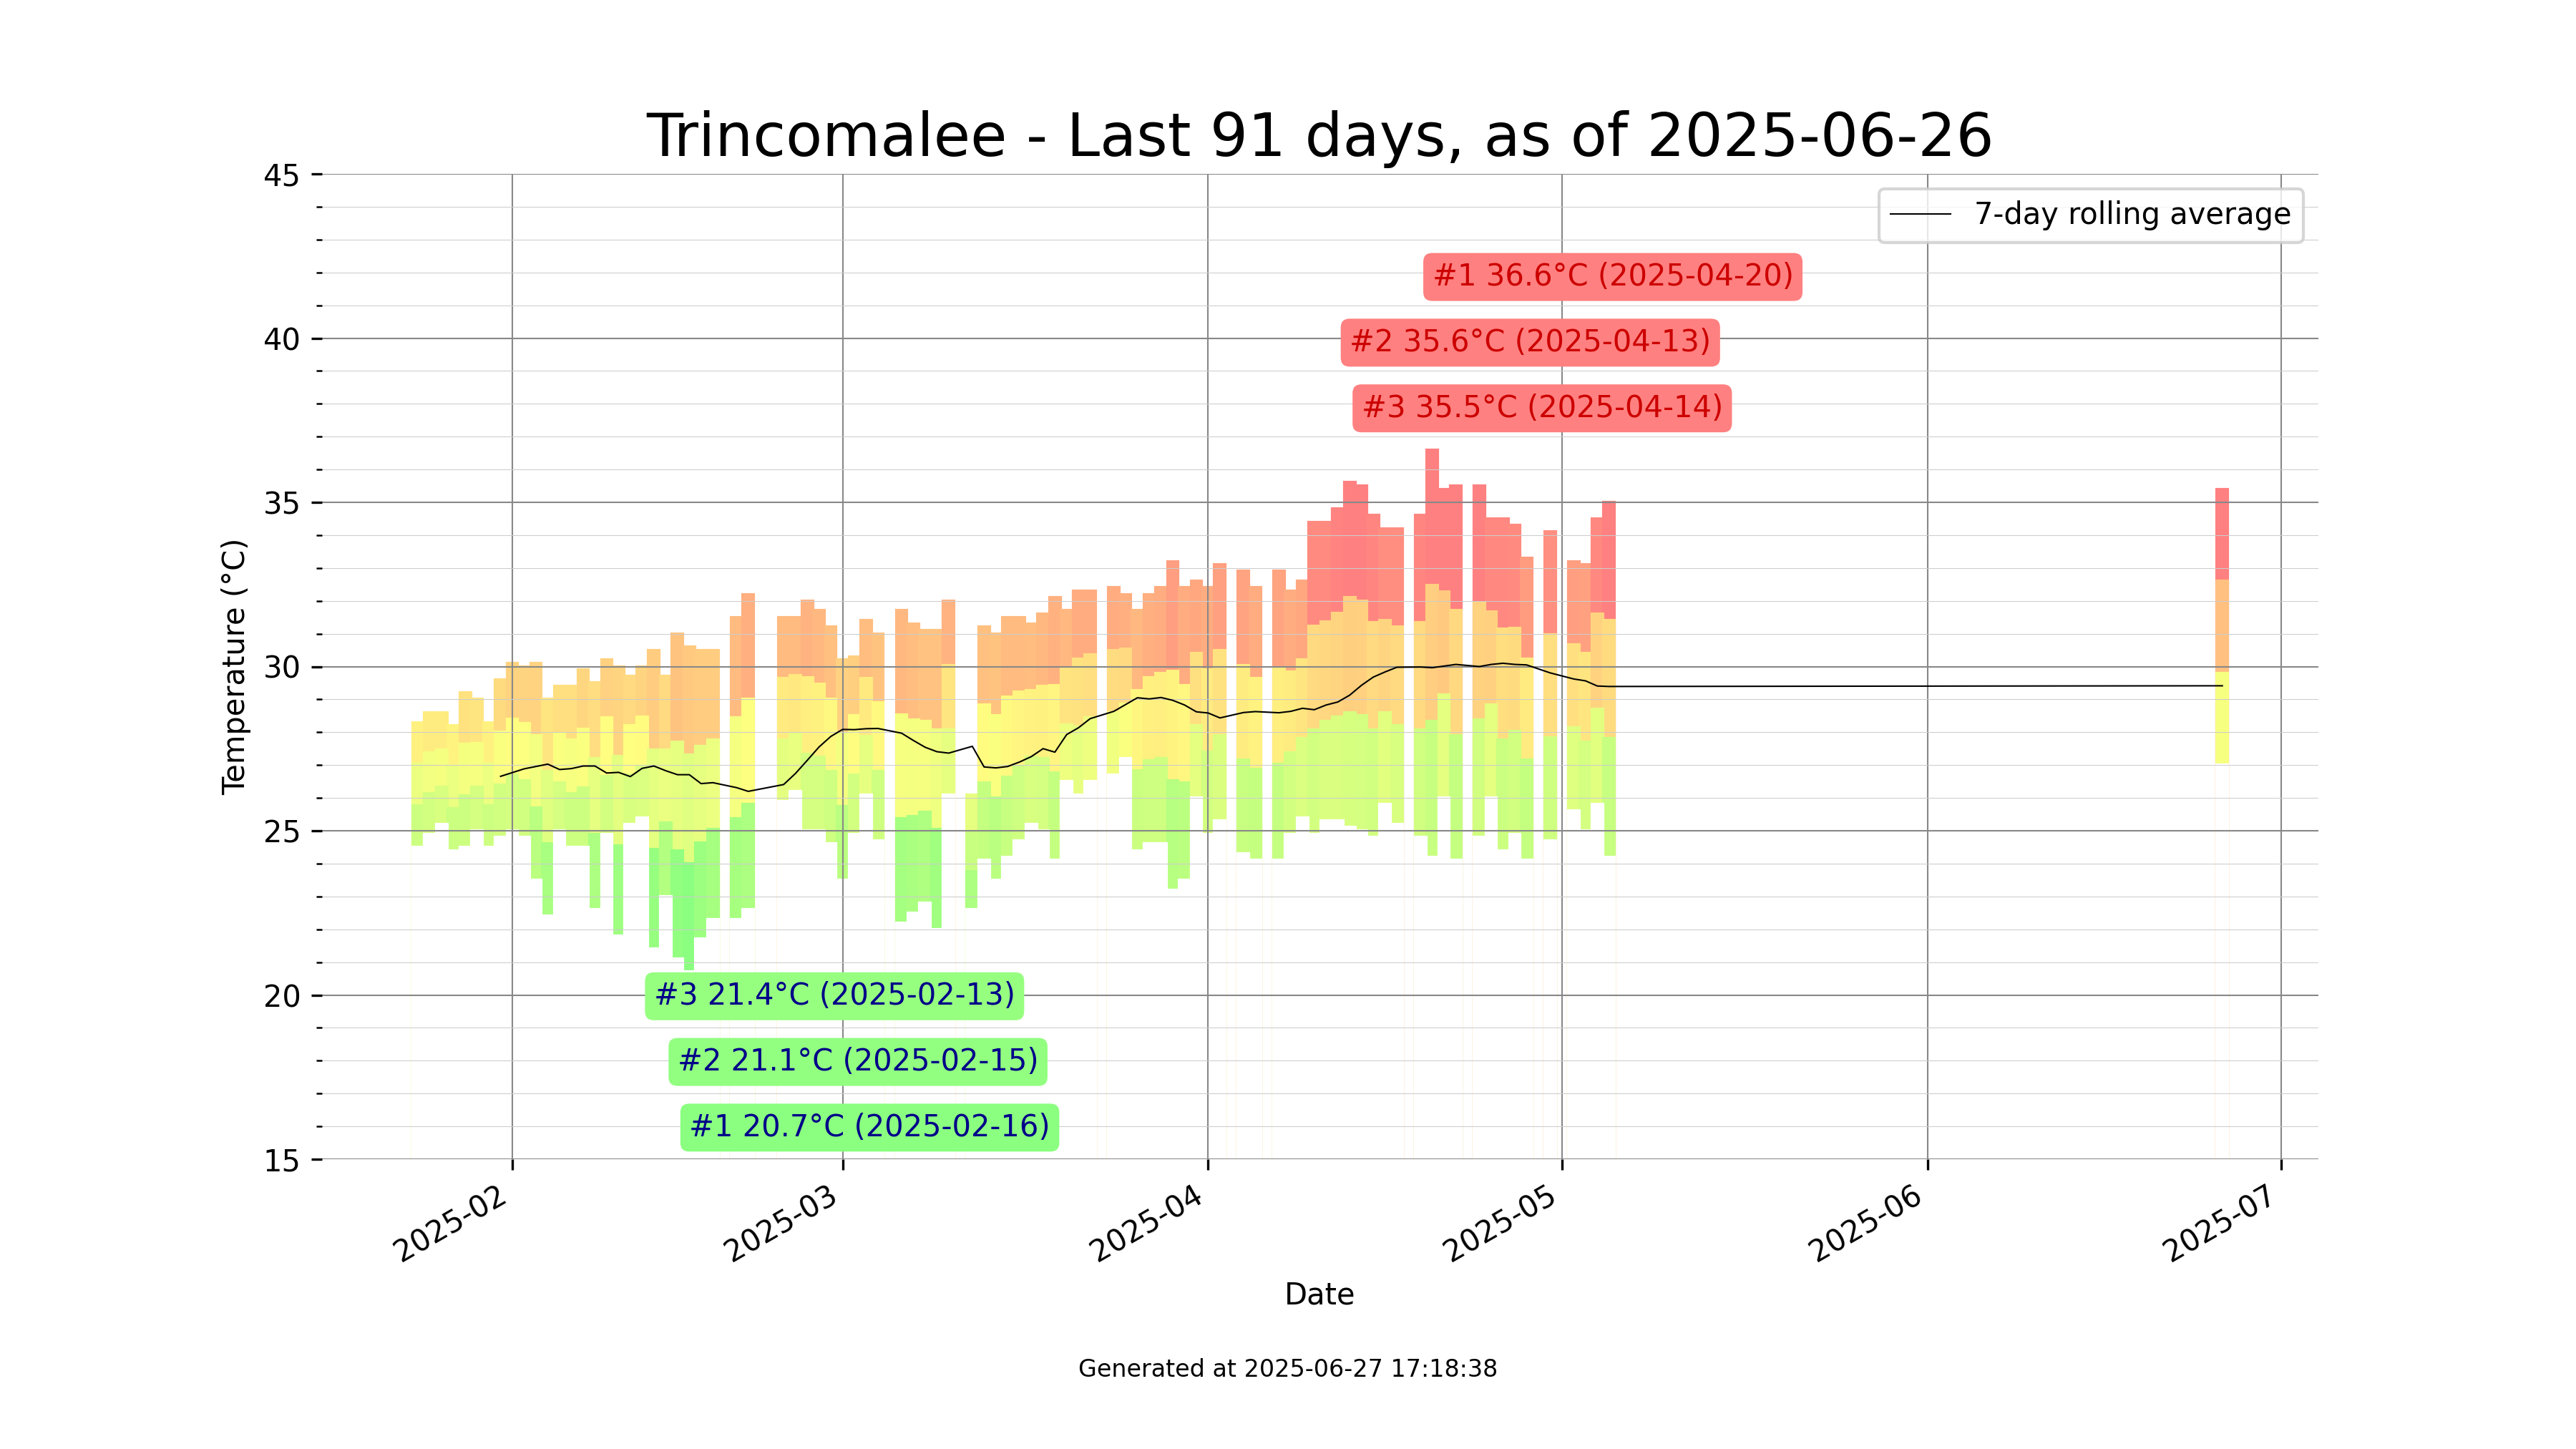 Trincomalee - Last 91 days, as of 2025-06-26
45
40
35
30
25
20
15
Temperature (°C)
7-day rolling average
#1 36.6°C (2025-04-20)
#2 35.6°C (2025-04-13)
#3 35.5°C (2025-04-14)
#3 21.4°C (2025-02-13)
#2 21.1°C (2025-02-15)
#1 20.7°C (2025-02-16)
2025-02
2025-03
2025-04
2025-05
2025-06
2025-07
Date
Generated at 2025-06-27 17:18:38